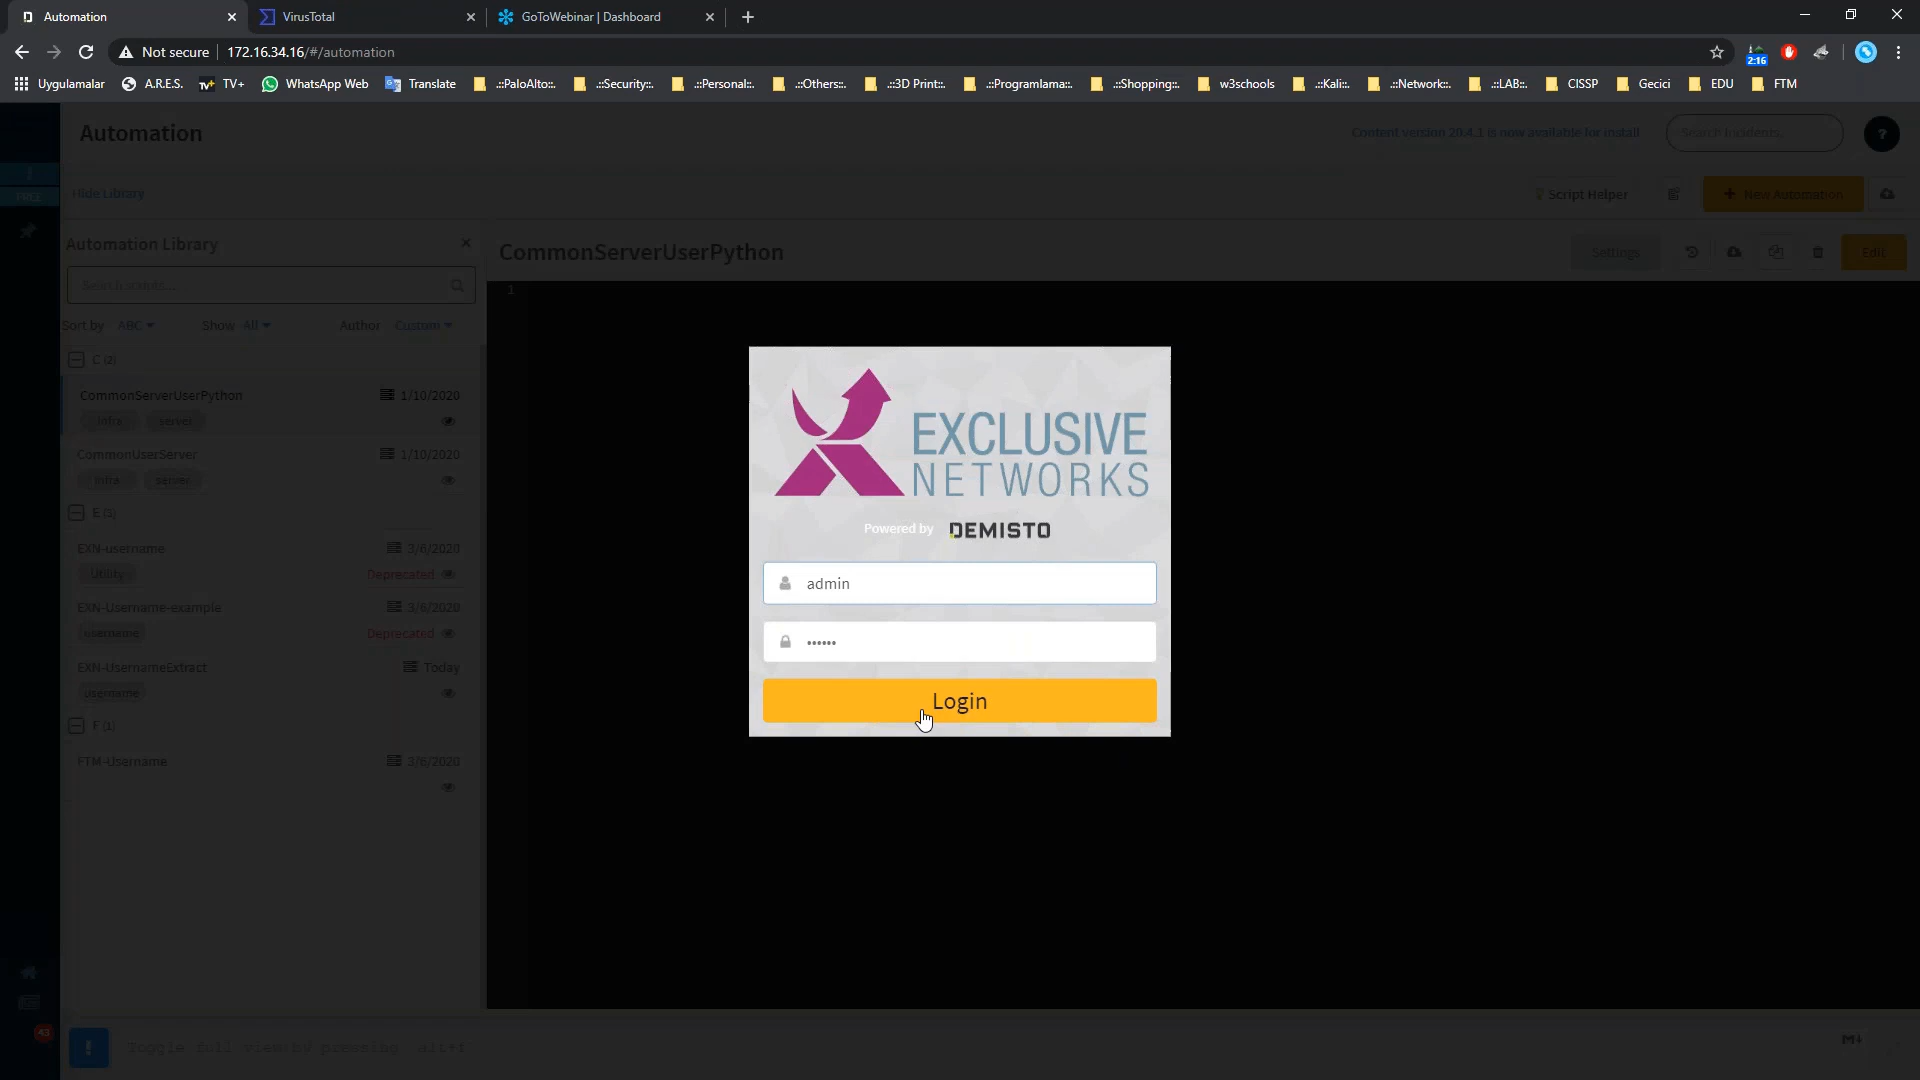 Automation
VirusTotal
GoToWebinar | Dashboard
Not secure
172.16.34.16/#/automation
2:16
Uygulamalar
A.R.E.S.
TV+
WhatsApp Web
Translate
.::PaloAlto::.
.::Security::.
.::Personal::.
.::Others::.
.::3D Print::.
.::Programlama::.
.::Shopping::.
w3schools
.::Kali::.
.::Network::.
.::LAB::.
CISSP
Gecici
EDU
FTM
Automation
Content version 20.4.1 is now available for install
Search Incidents...
?
FREE
Hide Library
Script Helper
+ New Automation
Automation Library
CommonServerUserPython
Settings
Edit
Search scripts...
1
Sort by ABC
Show All
Author Custom
C (2)
CommonServerUserPython
1/10/2020
infra
server
CommonUserServer
1/10/2020
infra
server
E (3)
EXN-username
3/6/2020
Utility
Deprecated
EXN-Username-example
3/6/2020
username
Deprecated
EXN-UsernameExtract
Today
username
F (1)
FTM-Username
3/6/2020
EXCLUSIVE
NETWORKS
Powered by DEMISTO
admin
••••••
Login
43
!
Toggle full view by pressing 'alt+t'
M↓